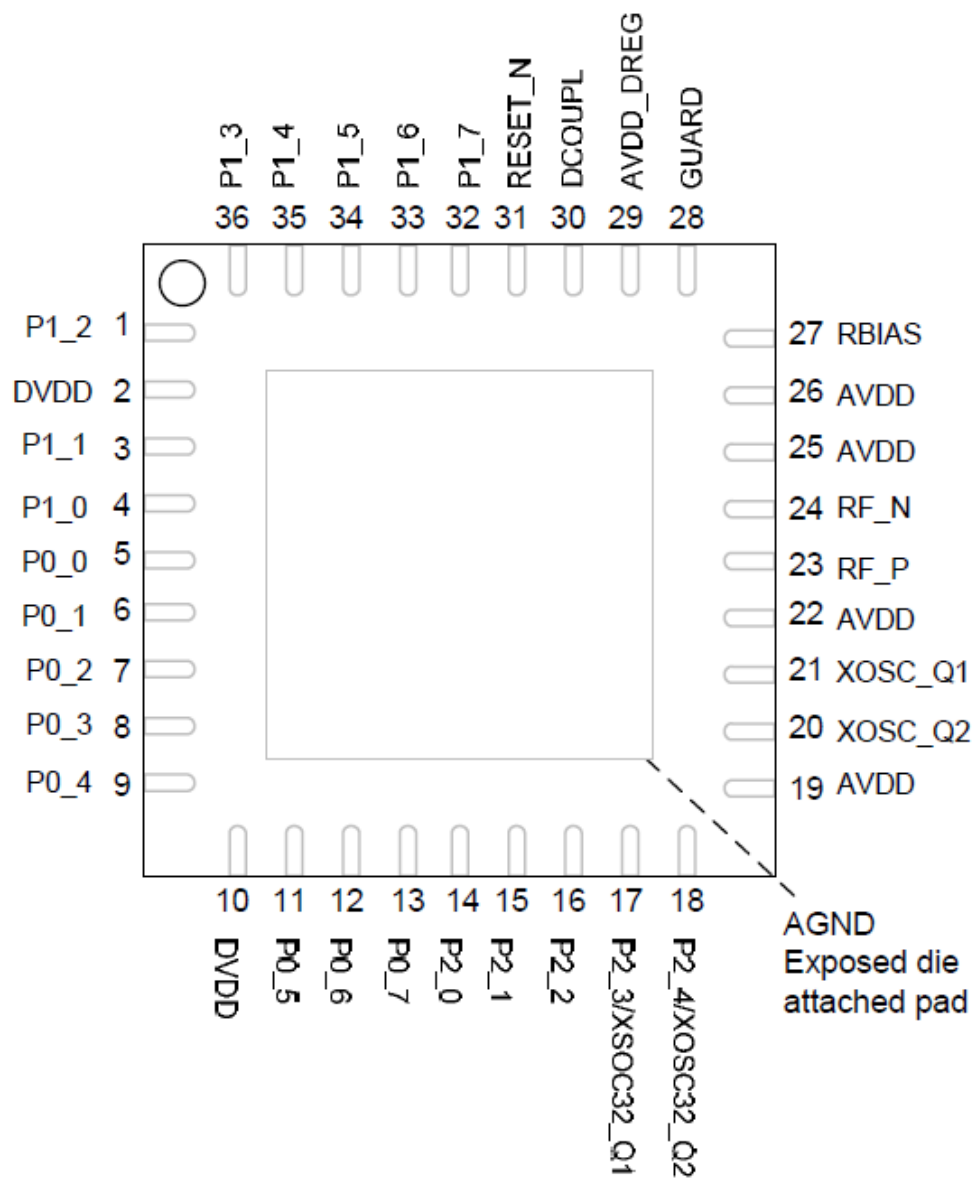 P1_3
P1_4
P1_5
P1_6
P1_7
RESET_N
DCOUPL
AVDD_DREG
GUARD
36 35 34 33 32 31 30 29 28
P1_2 1
DVDD 2
P1_1 3
P1_0 4
P0_0 5
P0_1 6
P0_2 7
P0_3 8
P0_4 9
27 RBIAS
26 AVDD
25 AVDD
24 RF_N
23 RF_P
22 AVDD
21 XOSC_Q1
20 XOSC_Q2
19 AVDD
10 11 12 13 14 15 16 17 18
DVDD
P0_5
P0_6
P0_7
P2_0
P2_1
P2_2
P2_3/XSOC32_Q1
P2_4/XOSC32_Q2
AGND
Exposed die
attached pad